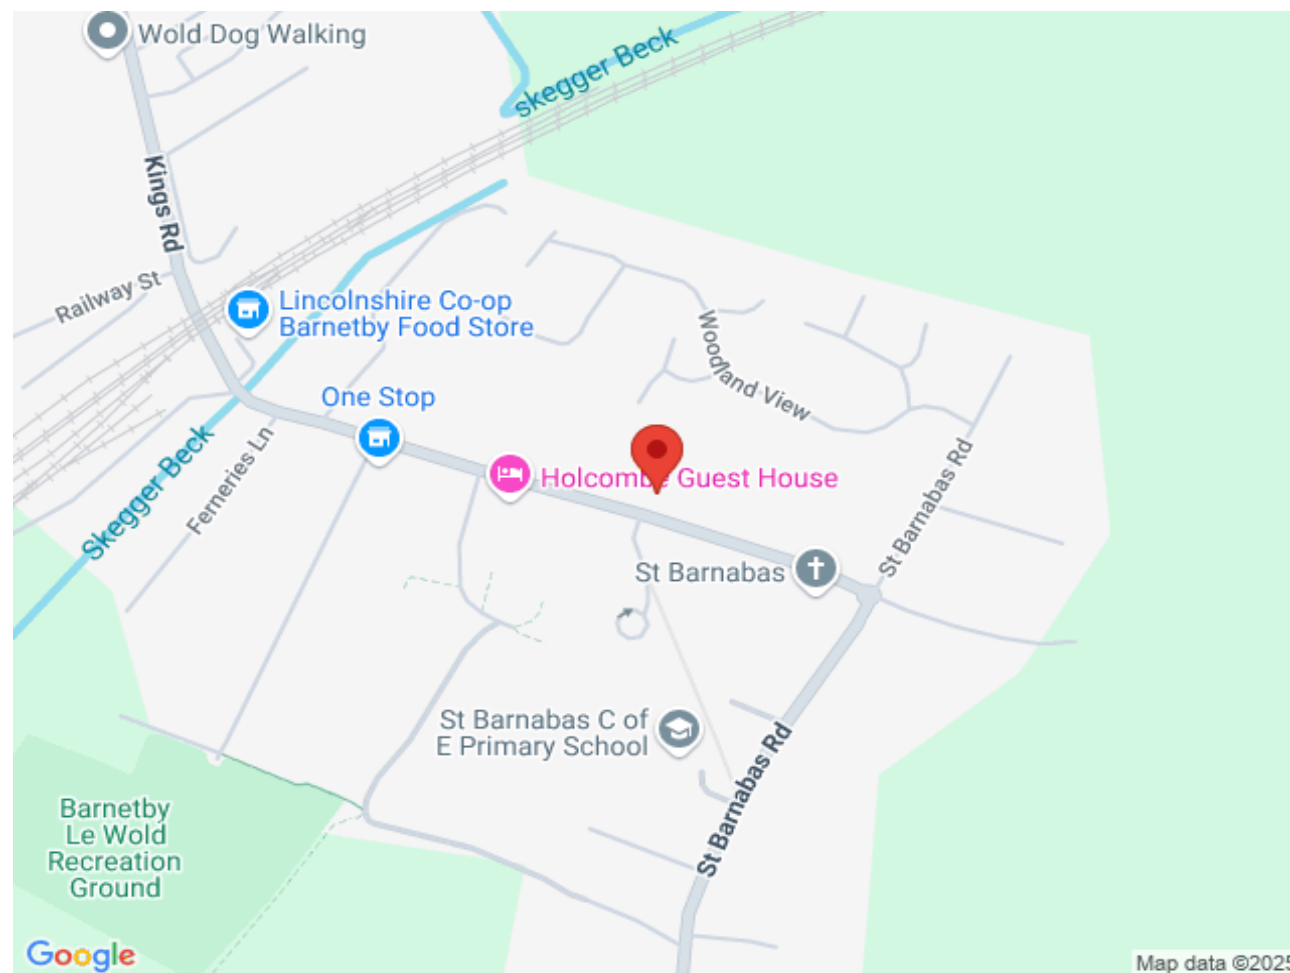 Wold Dog Walking
skegger Beck
Kings Rd
Railway St
Lincolnshire Co-op
Barnetby Food Store
Woodland View
One Stop
Skegger Beck
Ferneries Ln
Holcombe Guest House
St Barnabas Rd
St Barnabas
St Barnabas C of
E Primary School
St Barnabas Rd
Barnetby
Le Wold
Recreation
Ground
Google
Map data ©2025